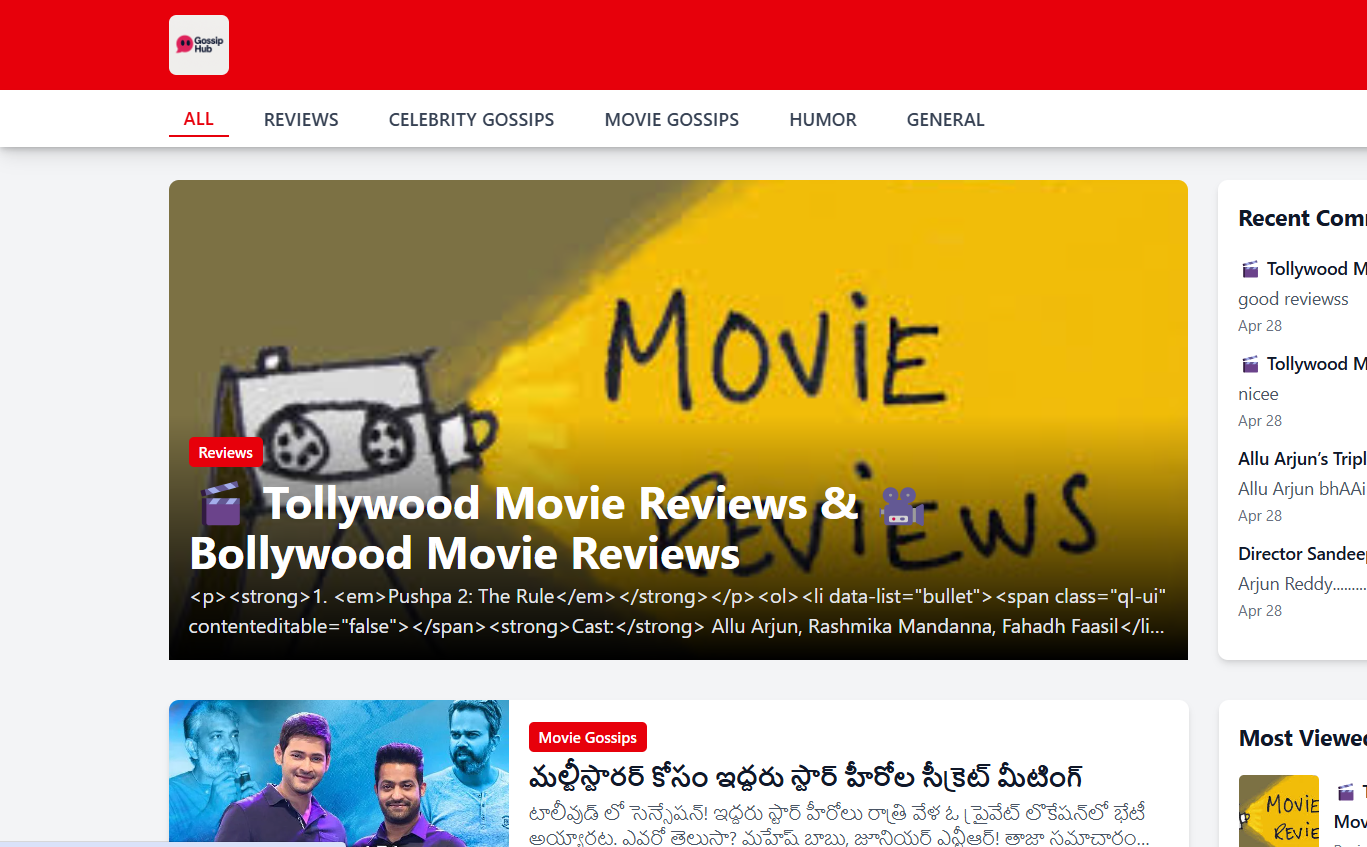 Gossip
Hub
ALL
REVIEWS
CELEBRITY GOSSIPS
MOVIE GOSSIPS
HUMOR
GENERAL
MOVIE
REVIEWS
Reviews
🎬 Tollywood Movie Reviews & 🎥
Bollywood Movie Reviews
<p><strong>1. <em>Pushpa 2: The Rule</em></strong></p><ol><li data-list="bullet"><span class="ql-ui"
contenteditable="false"></span><strong>Cast:</strong> Allu Arjun, Rashmika Mandanna, Fahadh Faasil</li...
Movie Gossips
మల్టీస్టారర్ కోసం ఇద్దరు స్టార్ హీరోల సీక్రెట్ మీటింగ్
టాలీవుడ్ లో సెన్సేషన్! ఇద్దరు స్టార్ హీరోలు రాత్రి వేళ ఓ ప్రైవేట్ లొకేషన్‌లో భేటీ
అయ్యారట. ఎవరో తెలుసా? మహేష్ బాబు, జూనియర్ ఎన్టీఆర్! తాజా సమాచారం...
Recent Com
🎬 Tollywood M
good reviewss
Apr 28
🎬 Tollywood M
nicee
Apr 28
Allu Arjun’s Tripl
Allu Arjun bhAAi
Apr 28
Director Sandeep
Arjun Reddy.........
Apr 28
Most Viewed
MOVIE
REVIE
🎬 T
Mov